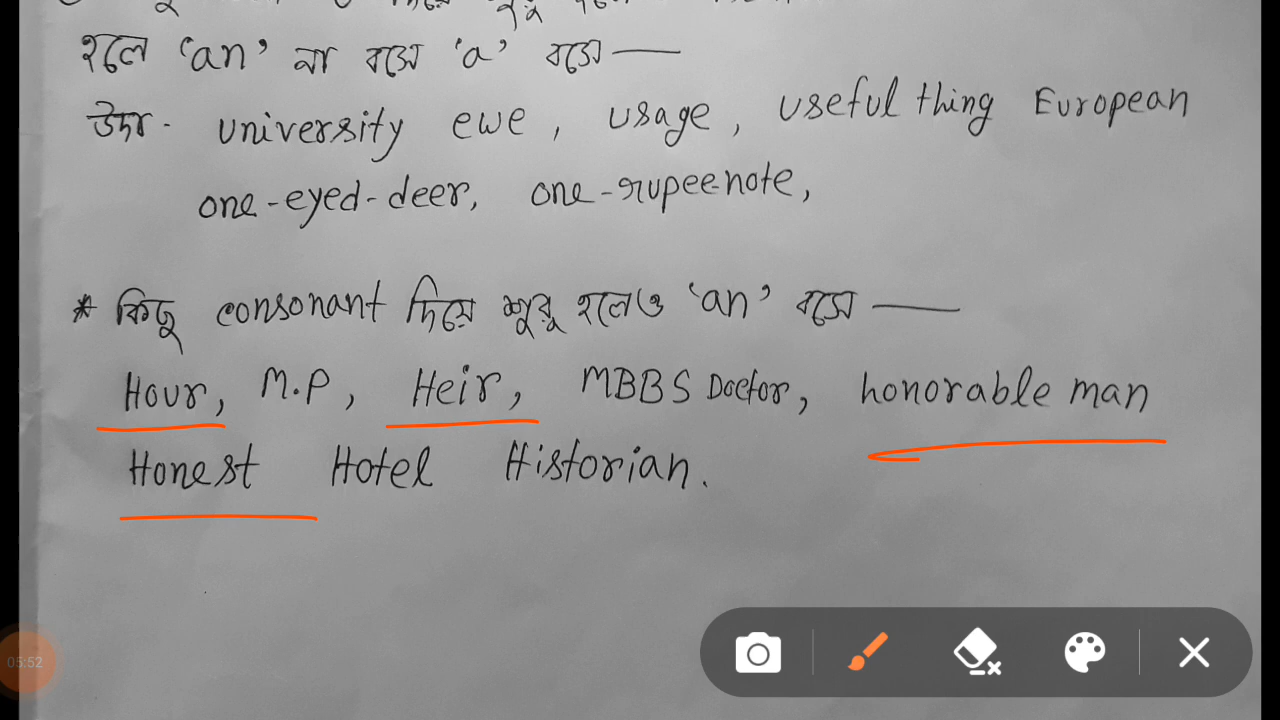 হলে 'an' না বসে 'a' বসে —
উদা- university ewe, usage, useful thing European
one-eyed-deer, one-rupee-note,
* কিছু consonant দিয়ে শুরু হলেও 'an' বসে —
Hour, M.P, Heir, MBBS Doctor, honorable man
Honest Hotel Historian.
05:52